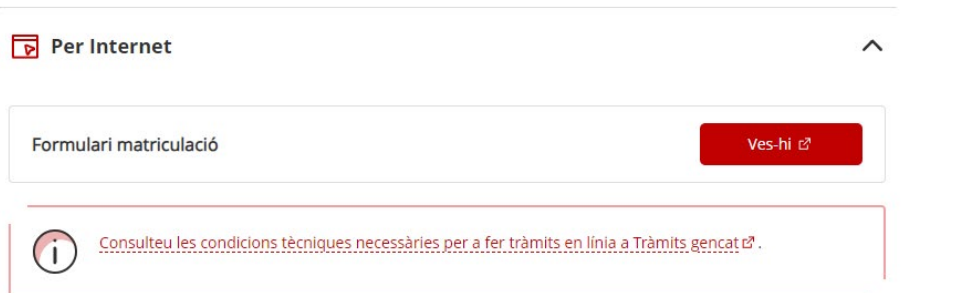 Per Internet
Formulari matriculació
Ves-hi
Consulteu les condicions tècniques necessàries per a fer tràmits en línia a Tràmits gencat .